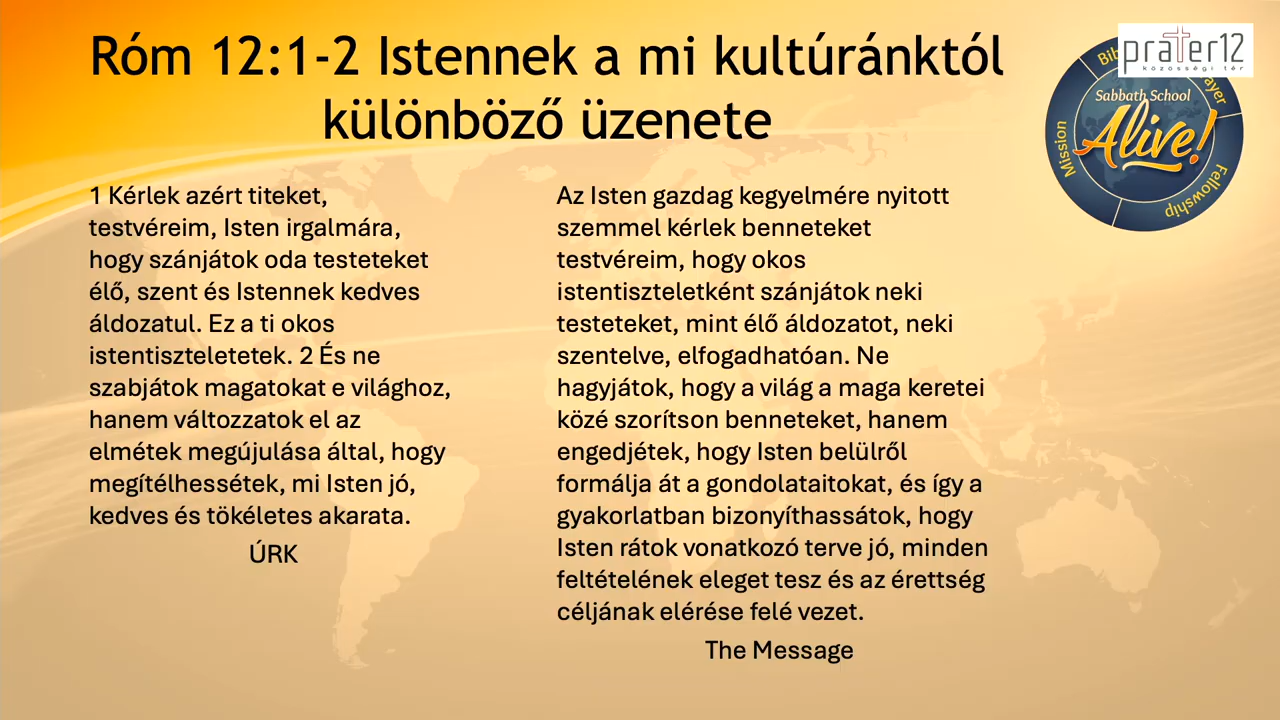 Róm 12:1-2 Istennek a mi kultúránktól
különböző üzenete
prater12
közösségi tér
Sabbath School
Alive!
Mission
Fellowship
1 Kérlek azért titeket,
testvéreim, Isten irgalmára,
hogy szánjátok oda testeteket
élő, szent és Istennek kedves
áldozatul. Ez a ti okos
istentiszteletetek. 2 És ne
szabjátok magatokat e világhoz,
hanem változzatok el az
elmétek megújulása által, hogy
megítélhessétek, mi Isten jó,
kedves és tökéletes akarata.
ÚRK
Az Isten gazdag kegyelmére nyitott
szemmel kérlek benneteket
testvéreim, hogy okos
istentiszteletként szánjátok neki
testeteket, mint élő áldozatot, neki
szentelve, elfogadhatóan. Ne
hagyjátok, hogy a világ a maga keretei
közé szorítson benneteket, hanem
engedjétek, hogy Isten belülről
formálja át a gondolataitokat, és így a
gyakorlatban bizonyíthassátok, hogy
Isten rátok vonatkozó terve jó, minden
feltételének eleget tesz és az érettség
céljának elérése felé vezet.
The Message